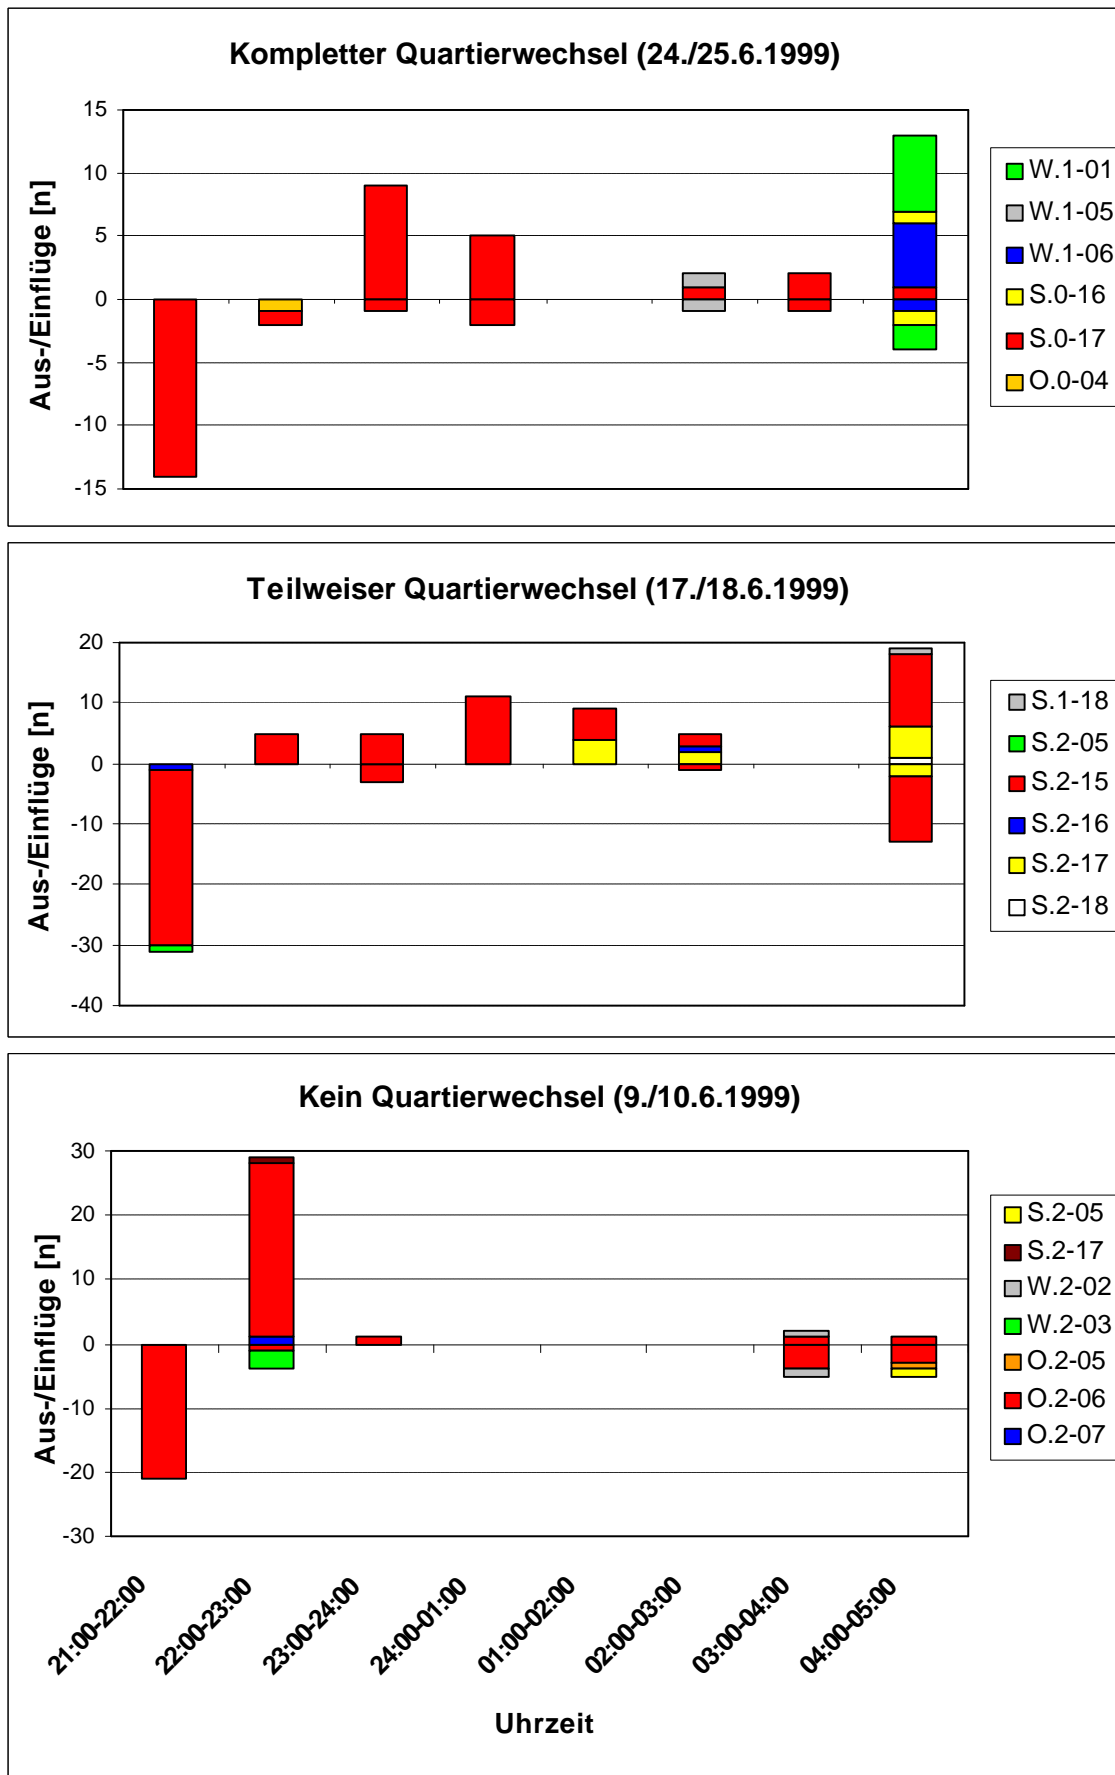 Kompletter Quartierwechsel (24./25.6.1999)
Aus-/Einflüge [n]
15
10
5
0
-5
-10
-15
W.1-01
W.1-05
W.1-06
S.0-16
S.0-17
O.0-04
Teilweiser Quartierwechsel (17./18.6.1999)
Aus-/Einflüge [n]
20
10
0
-10
-20
-30
-40
S.1-18
S.2-05
S.2-15
S.2-16
S.2-17
S.2-18
Kein Quartierwechsel (9./10.6.1999)
Aus-/Einflüge [n]
30
20
10
0
-10
-20
-30
S.2-05
S.2-17
W.2-02
W.2-03
O.2-05
O.2-06
O.2-07
21:00-22:00
22:00-23:00
23:00-24:00
24:00-01:00
01:00-02:00
02:00-03:00
03:00-04:00
04:00-05:00
Uhrzeit